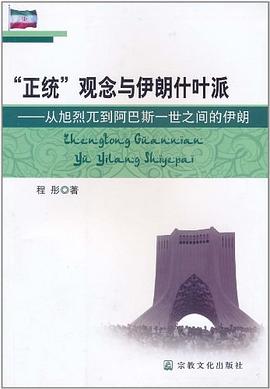 “正统”观念与伊朗什叶派
——从旭烈兀到阿巴斯一世之间的伊朗
Zhengtong Guannian
Yu Yilang Shiyepai
程 彤 著
宗教文化出版社